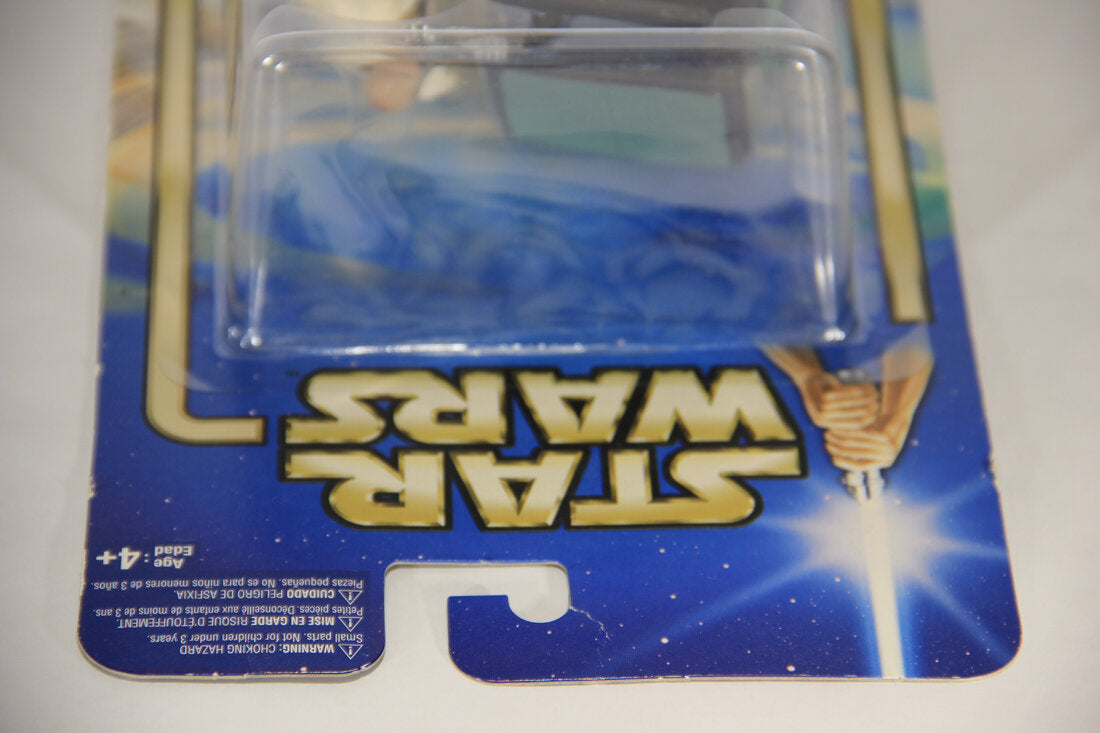 ⚠ WARNING: CHOKING HAZARD
Small parts. Not for children under 3 years.
⚠ MISE EN GARDE RISQUE D'ÉTOUFFEMENT.
Petites pièces. Déconseillé aux enfants de moins de 3 ans.
⚠ CUIDADO PELIGRO DE ASFIXIA
Piezas pequeñas. No es para niños menores de 3 años.
Age
Edad : 4+
STAR
WARS™